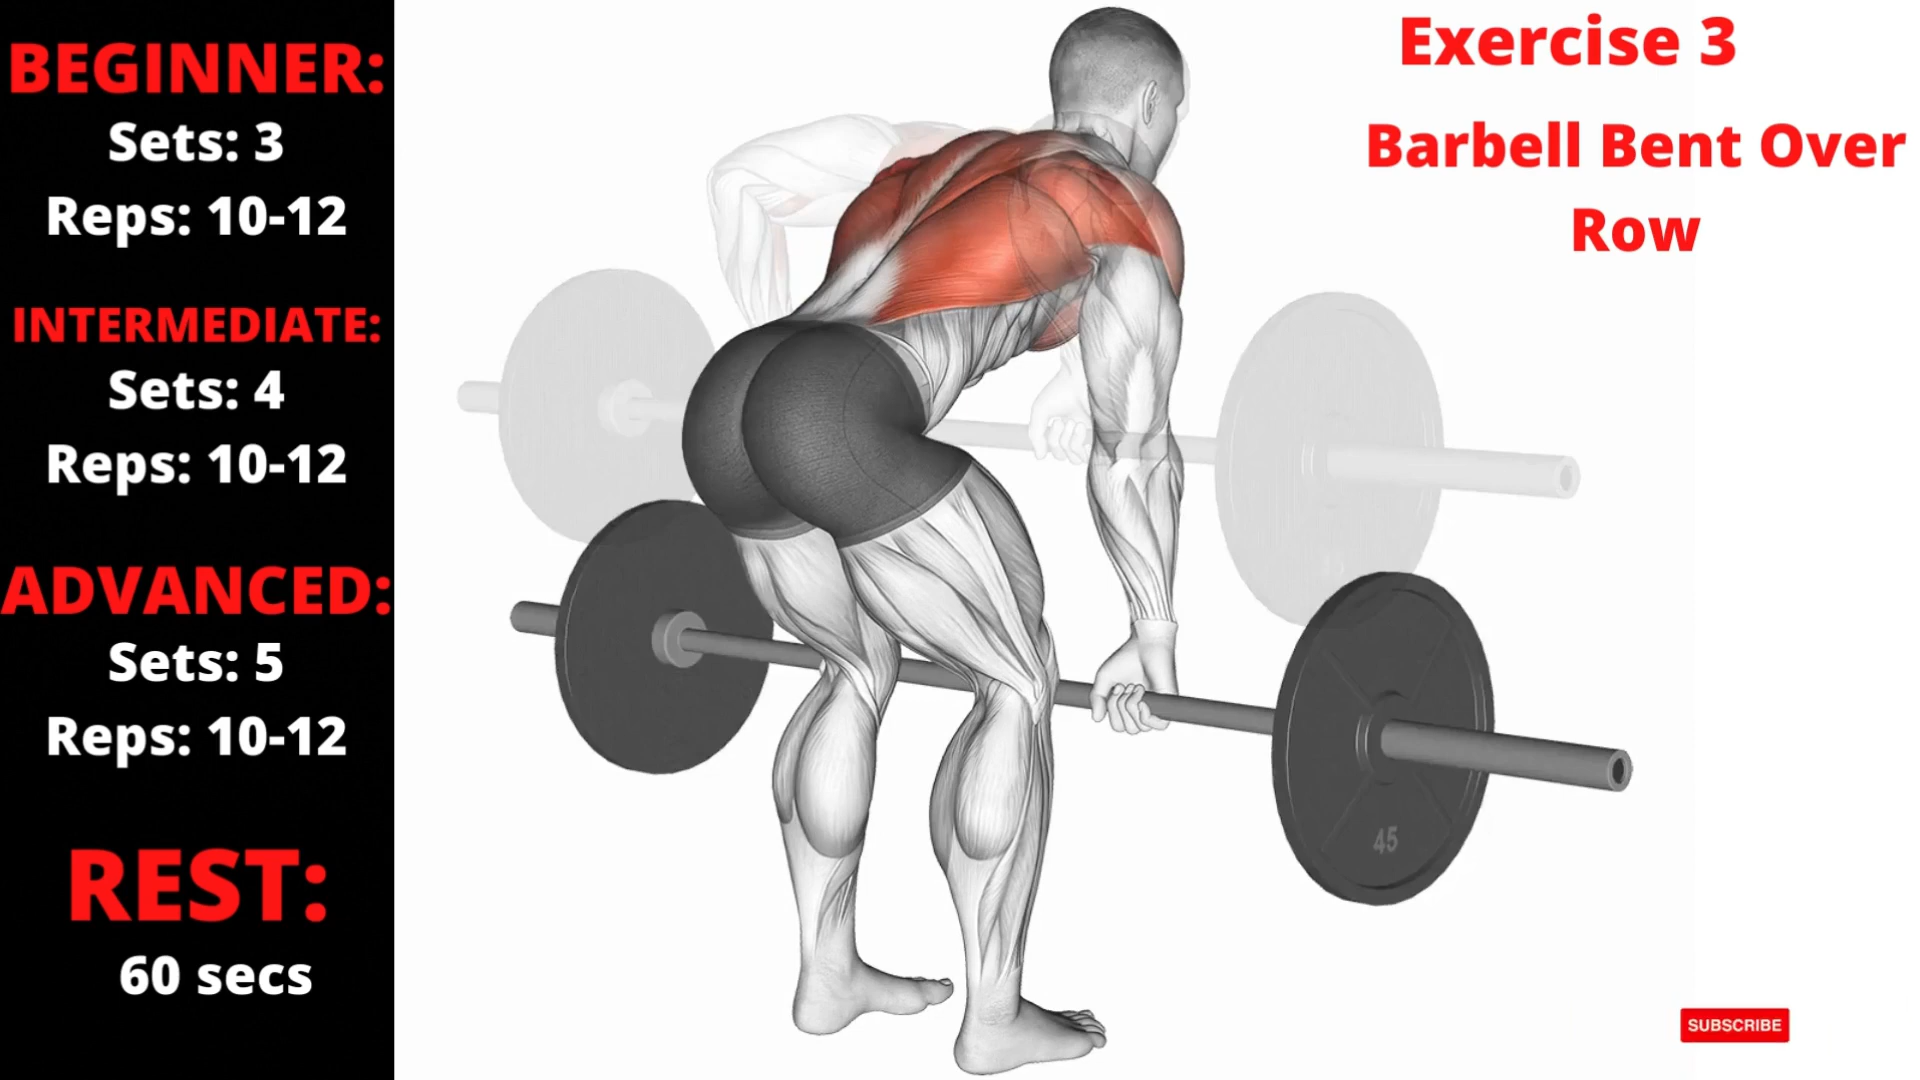 BEGINNER:
Sets: 3
Reps: 10-12
INTERMEDIATE:
Sets: 4
Reps: 10-12
ADVANCED:
Sets: 5
Reps: 10-12
REST:
60 secs
Exercise 3
Barbell Bent Over
Row
45
SUBSCRIBE